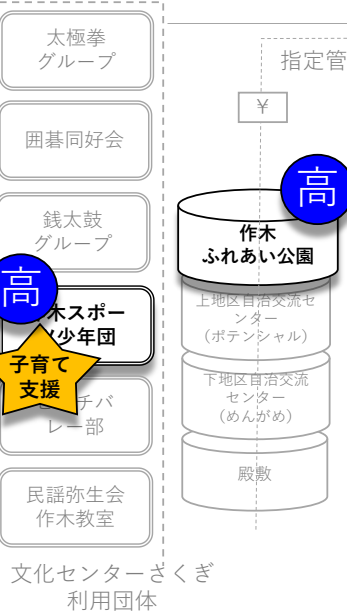 太極拳
グループ
囲碁同好会
銭太鼓
グループ
高
木スポー
ツ少年団
子育て
支援
チバ
レー部
民謡弥生会
作木教室
文化センターさくぎ
利用団体
指定管
¥
高
作木
ふれあい公園
上地区自治交流セ
ンター
(ポテンシャル)
下地区自治交流
センター
(めんがめ)
殿敷